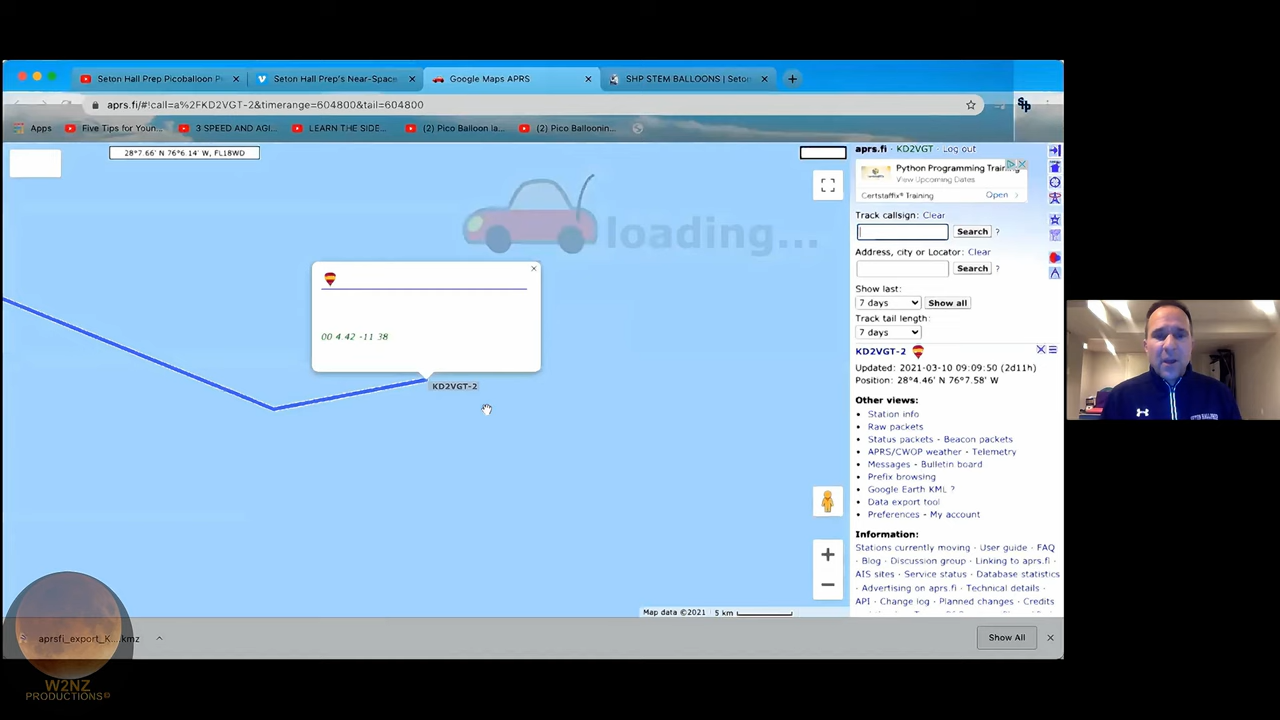 Seton Hall Prep Picoballoon P
Seton Hall Prep's Near-Space
Google Maps APRS
SHP STEM BALLOONS | Seton
aprs.fi/#!call=a%2FKD2VGT-2&timerange=604800&tail=604800
Apps
Five Tips for Youn...
3 SPEED AND AGI...
LEARN THE SIDE...
(2) Pico Balloon la...
(2) Pico Ballooning...
28°7.66' N 76°6.14' W, FL18WD
loading...
00 4.42 -11 38
KD2VGT-2
Map data ©2021
5 km
aprs.fi - KD2VGT - Log out
Python Programming Training
View Upcoming Dates
Certstaffix® Training
Open
Track callsign: Clear
Search ?
Address, city or Locator: Clear
Search ?
Show last:
7 days
Show all
Track tail length:
7 days
KD2VGT-2
Updated: 2021-03-10 09:09:50 (2d11h)
Position: 28°4.46' N 76°7.58' W
Other views:
Station info
Raw packets
Status packets - Beacon packets
APRS/CWOP weather - Telemetry
Messages - Bulletin board
Prefix browsing
Google Earth KML ?
Data export tool
Preferences - My account
Information:
Stations currently moving · User guide · FAQ
· Blog · Discussion group · Linking to aprs.fi
· AIS sites · Service status · Database statistics
· Advertising on aprs.fi · Technical details ·
API · Change log · Planned changes · Credits
aprsfi_export_K....kmz
Show All
W2NZ
PRODUCTIONS